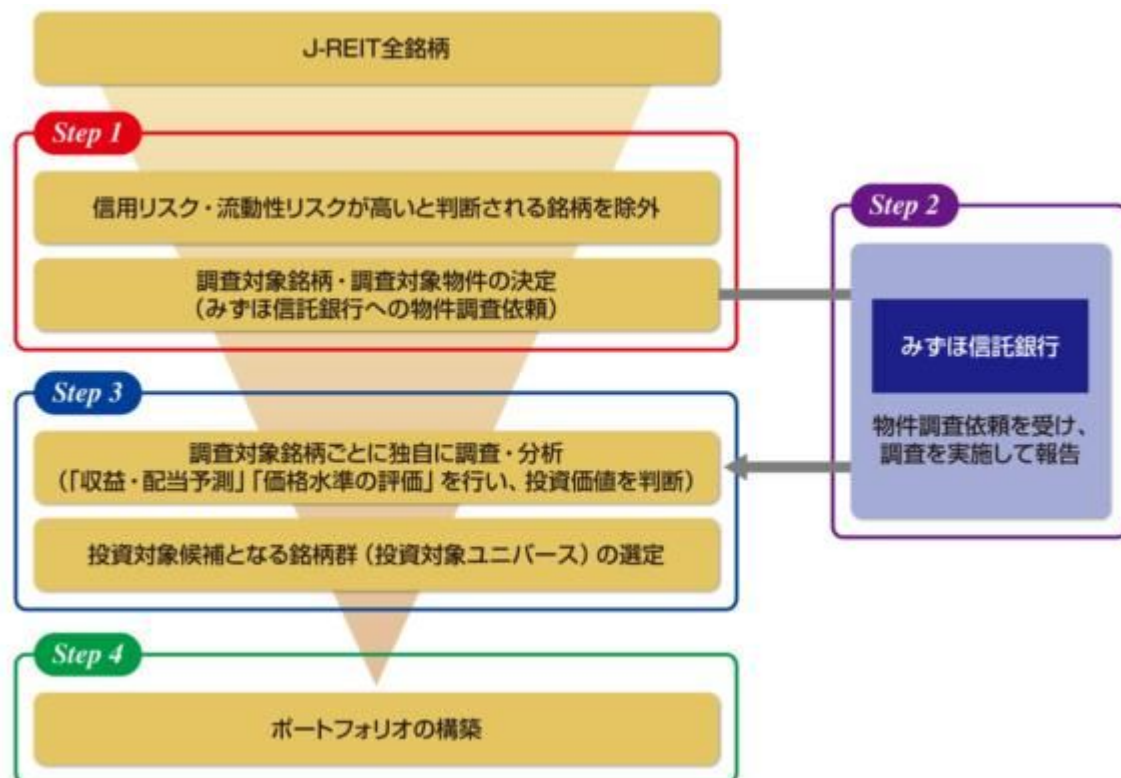 J-REIT全銘柄
Step 1
信用リスク・流動性リスクが高いと判断される銘柄を除外
調査対象銘柄・調査対象物件の決定
（みずほ信託銀行への物件調査依頼）
Step 2
みずほ信託銀行
物件調査依頼を受け、
調査を実施して報告
Step 3
調査対象銘柄ごとに独自に調査・分析
（「収益・配当予測」「価格水準の評価」を行い、投資価値を判断）
投資対象候補となる銘柄群（投資対象ユニバース）の選定
Step 4
ポートフォリオの構築